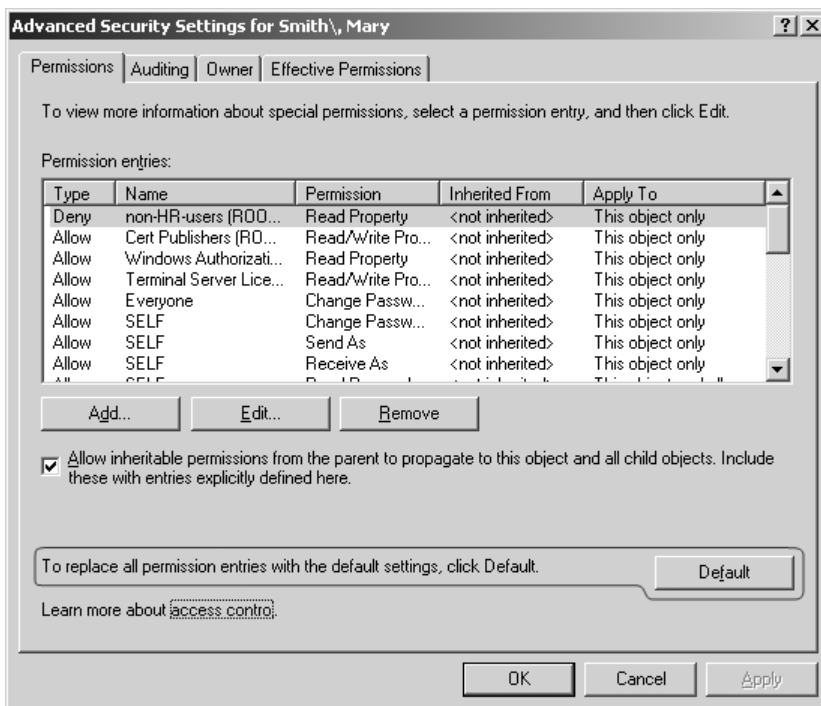 Advanced Security Settings for Smith\, Mary
Permissions Auditing Owner Effective Permissions
To view more information about special permissions, select a permission entry, and then click Edit.
Permission entries:
Type Name Permission Inherited From Apply To
Deny non-HR-users (ROO... Read Property <not inherited> This object only
Allow Cert Publishers (RO... Read/Write Pro... <not inherited> This object only
Allow Windows Authorizati... Read Property <not inherited> This object only
Allow Terminal Server Lice... Read/Write Pro... <not inherited> This object only
Allow Everyone Change Passw... <not inherited> This object only
Allow SELF Change Passw... <not inherited> This object only
Allow SELF Send As <not inherited> This object only
Allow SELF Receive As <not inherited> This object only
Add... Edit... Remove
Allow inheritable permissions from the parent to propagate to this object and all child objects. Include
these with entries explicitly defined here.
To replace all permission entries with the default settings, click Default.
Default
Learn more about access control.
OK Cancel Apply